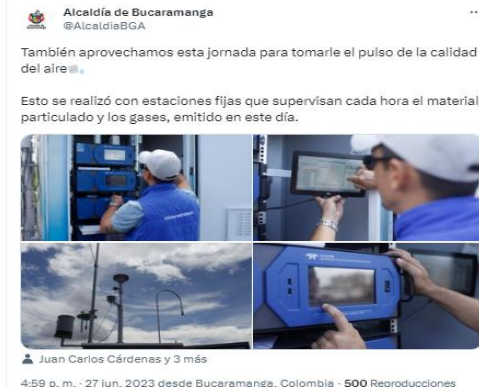 Alcaldía de Bucaramanga
@AlcaldiaBGA
También aprovechamos esta jornada para tomarle el pulso de la calidad
del aire
Esto se realizó con estaciones fijas que supervisan cada hora el material
particulado y los gases, emitido en este día.
Juan Carlos Cárdenas y 3 más
4:59 p. m. · 27 jun. 2023 desde Bucaramanga, Colombia · 500 Reproducciones